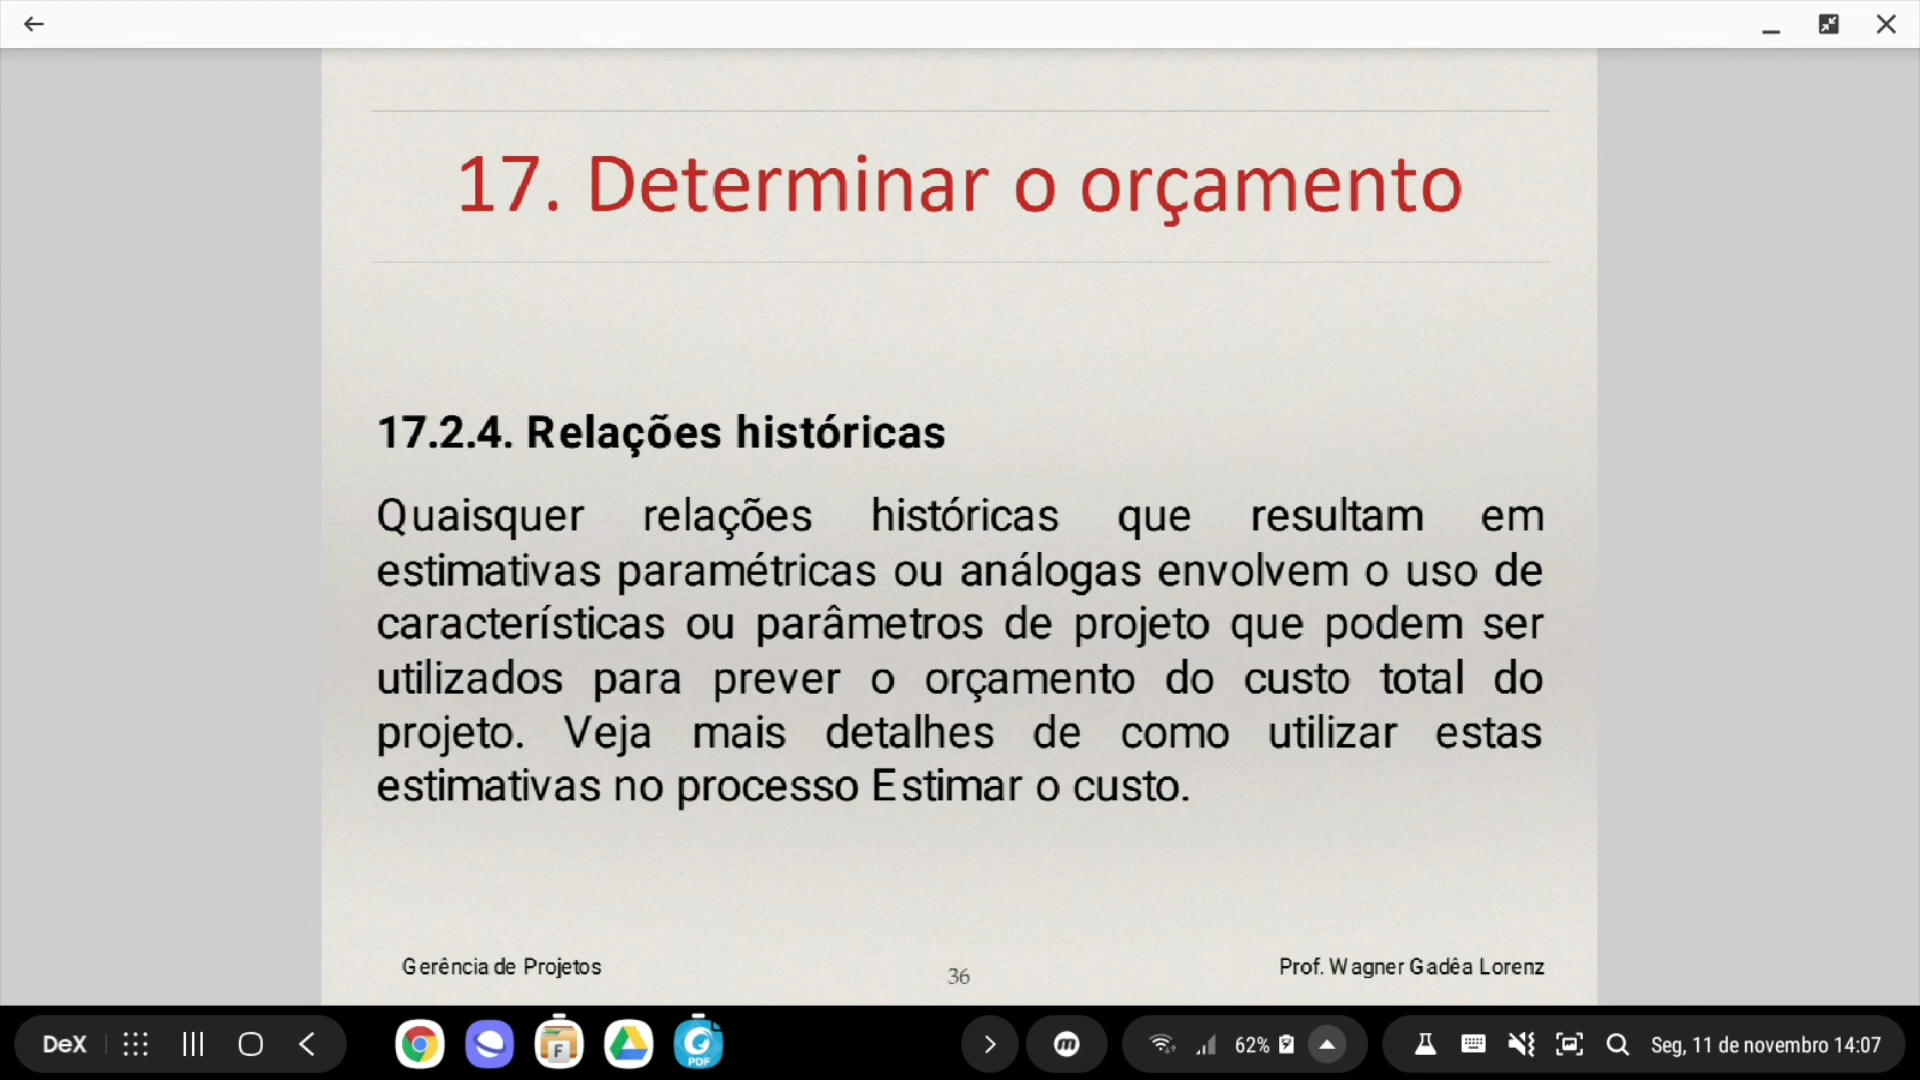 17. Determinar o orçamento
17.2.4. Relações históricas
Quaisquer relações históricas que resultam em
estimativas paramétricas ou análogas envolvem o uso de
características ou parâmetros de projeto que podem ser
utilizados para prever o orçamento do custo total do
projeto. Veja mais detalhes de como utilizar estas
estimativas no processo Estimar o custo.
Gerência de Projetos
36
Prof. Wagner Gadêa Lorenz
DeX
F
PDF
m
62%
Seg, 11 de novembro 14:07